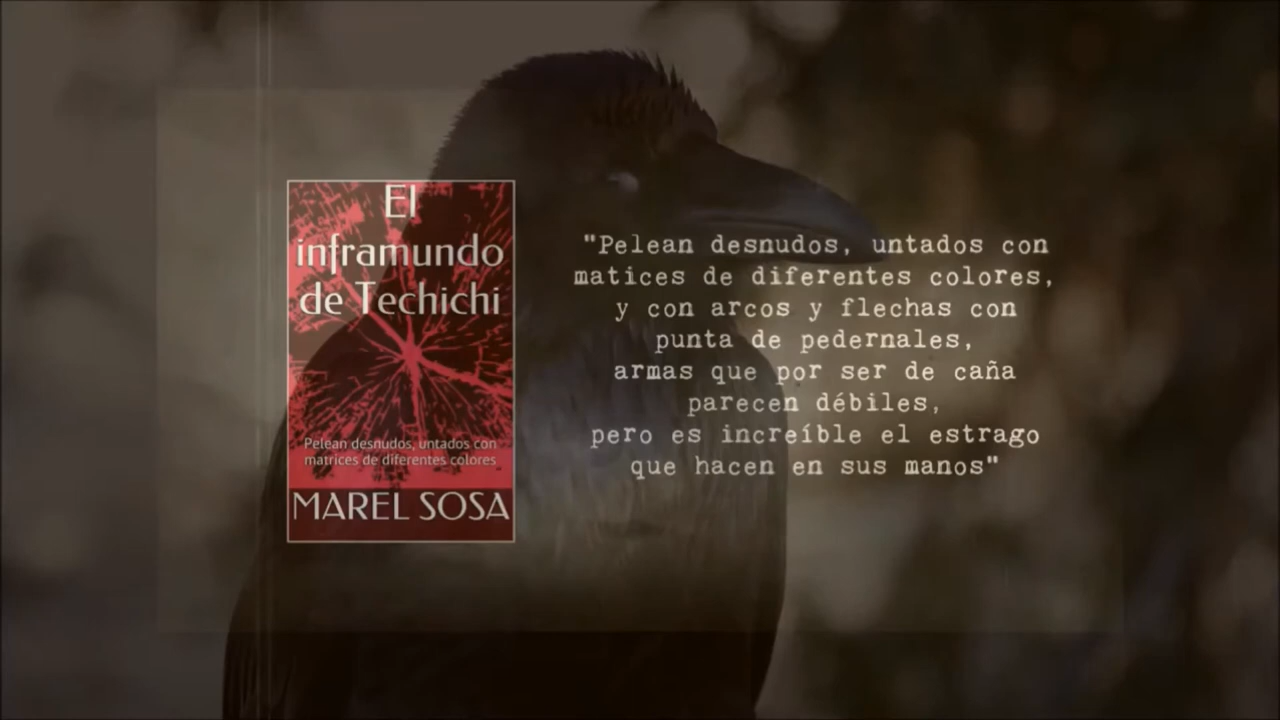 El
inframundo
de Techichi
Pelean desnudos, untados con
matrices de diferentes colores
MAREL SOSA
"Pelean desnudos, untados con
matices de diferentes colores,
y con arcos y flechas con
punta de pedernales,
armas que por ser de caña
parecen débiles,
pero es increíble el estrago
que hacen en sus manos"